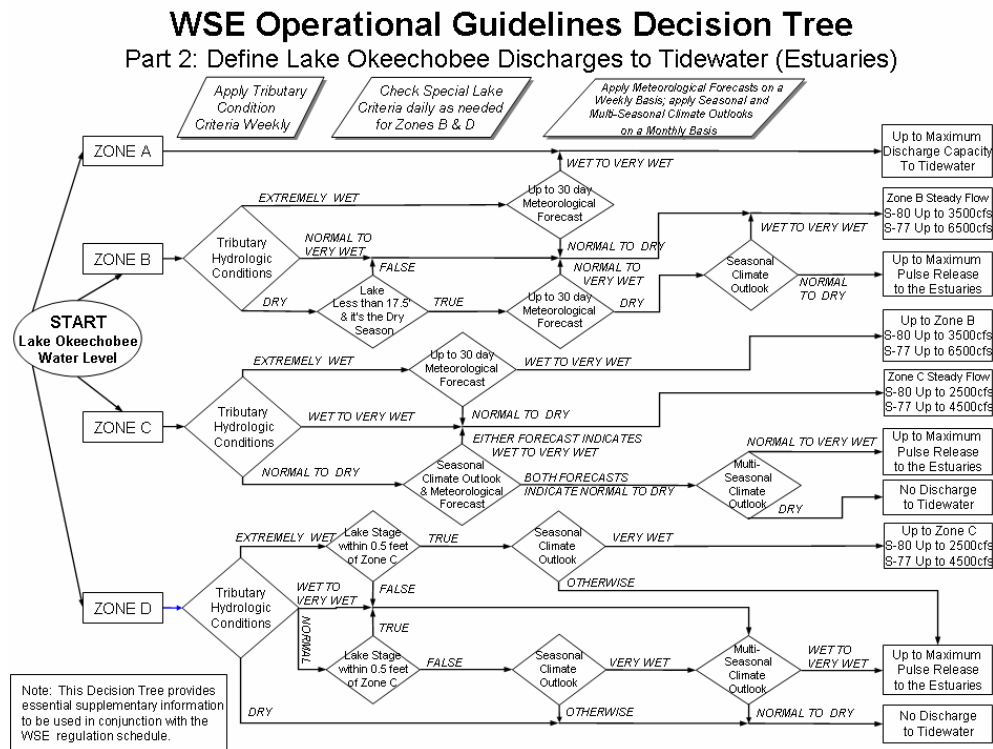 WSE Operational Guidelines Decision Tree
Part 2: Define Lake Okeechobee Discharges to Tidewater (Estuaries)
Apply Tributary
Condition
Criteria Weekly
Check Special Lake
Criteria daily as needed
for Zones B & D
Apply Meteorological Forecasts on a
Weekly Basis; apply Seasonal and
Multi-Seasonal Climate Outlooks
on a Monthly Basis
START
Lake Okeechobee
Water Level
ZONE A
WET TO VERY WET
Up to Maximum
Discharge Capacity
To Tidewater
ZONE B
Tributary
Hydrologic
Conditions
EXTREMELY WET
Up to 30 day
Meteorological
Forecast
NORMAL TO
VERY WET
NORMAL TO DRY
FALSE
DRY
Lake
Less than 17.5'
& it's the Dry
Season
TRUE
Up to 30 day
Meteorological
Forecast
NORMAL TO
VERY WET
DRY
Seasonal
Climate
Outlook
WET TO VERY WET
NORMAL
TO DRY
Zone B Steady Flow
S-80 Up to 3500cfs
S-77 Up to 6500cfs
Up to Maximum
Pulse Release
to the Estuaries
ZONE C
Tributary
Hydrologic
Conditions
EXTREMELY WET
Up to 30 day
Meteorological
Forecast
WET TO VERY WET
Up to Zone B
S-80 Up to 3500cfs
S-77 Up to 6500cfs
WET TO VERY WET
NORMAL TO DRY
Zone C Steady Flow
S-80 Up to 2500cfs
S-77 Up to 4500cfs
EITHER FORECAST INDICATES
WET TO VERY WET
NORMAL TO DRY
Seasonal
Climate Outlook
& Meteorological
Forecast
BOTH FORECASTS
INDICATE NORMAL TO DRY
Multi-
Seasonal
Climate
Outlook
NORMAL TO VERY WET
Up to Maximum
Pulse Release
to the Estuaries
DRY
No Discharge
to Tidewater
ZONE D
Tributary
Hydrologic
Conditions
EXTREMELY WET
Lake Stage
within 0.5 feet
of Zone C
TRUE
Seasonal
Climate
Outlook
VERY WET
Up to Zone C
S-80 Up to 2500cfs
S-77 Up to 4500cfs
OTHERWISE
WET TO
VERY WET
FALSE
NORMAL
TRUE
Lake Stage
within 0.5 feet
of Zone C
FALSE
Seasonal
Climate
Outlook
VERY WET
Multi-
Seasonal
Climate
Outlook
WET TO
VERY WET
Up to Maximum
Pulse Release
to the Estuaries
DRY
OTHERWISE
NORMAL TO DRY
No Discharge
to Tidewater
Note: This Decision Tree provides
essential supplementary information
to be used in conjunction with the
WSE regulation schedule.